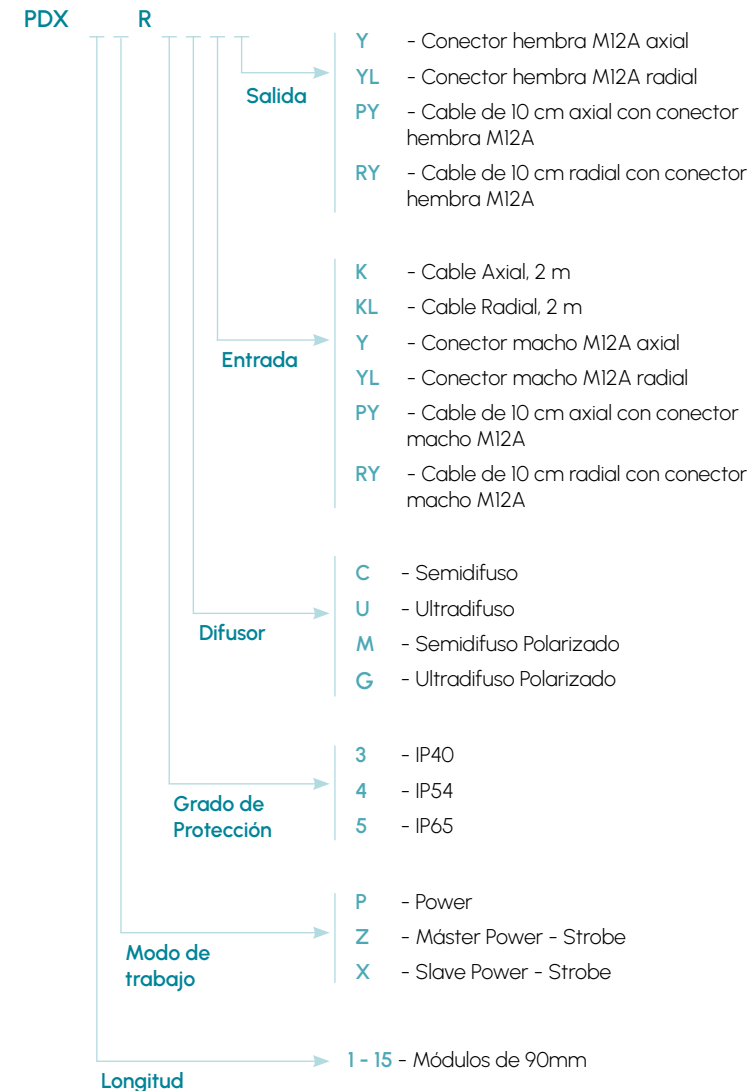 PDX R
Salida
Y - Conector hembra M12A axial
YL - Conector hembra M12A radial
PY - Cable de 10 cm axial con conector
hembra M12A
RY - Cable de 10 cm radial con conector
hembra M12A
Entrada
K - Cable Axial, 2 m
KL - Cable Radial, 2 m
Y - Conector macho M12A axial
YL - Conector macho M12A radial
PY - Cable de 10 cm axial con conector
macho M12A
RY - Cable de 10 cm radial con conector
macho M12A
Difusor
C - Semidifuso
U - Ultradifuso
M - Semidifuso Polarizado
G - Ultradifuso Polarizado
Grado de
Protección
3 - IP40
4 - IP54
5 - IP65
Modo de
trabajo
P - Power
Z - Máster Power - Strobe
X - Slave Power - Strobe
Longitud
1 - 15 - Módulos de 90mm